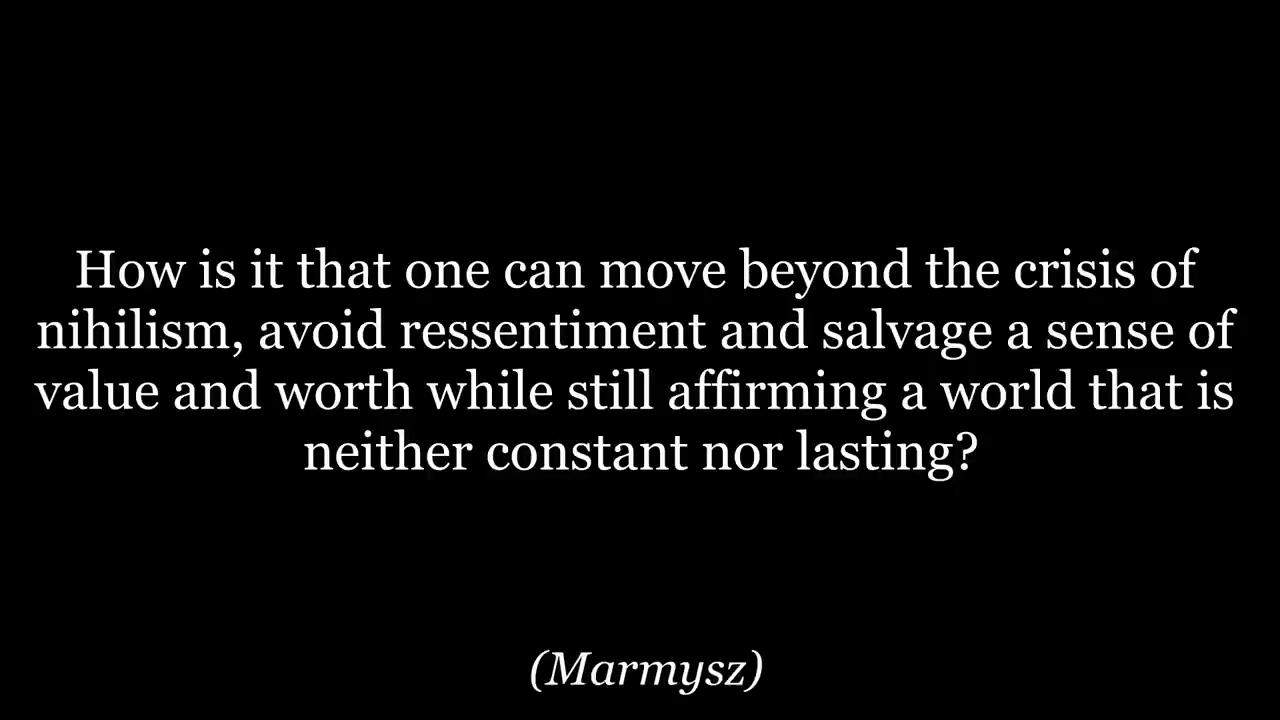 How is it that one can move beyond the crisis of
nihilism, avoid ressentiment and salvage a sense of
value and worth while still affirming a world that is
neither constant nor lasting?
(Marmysz)